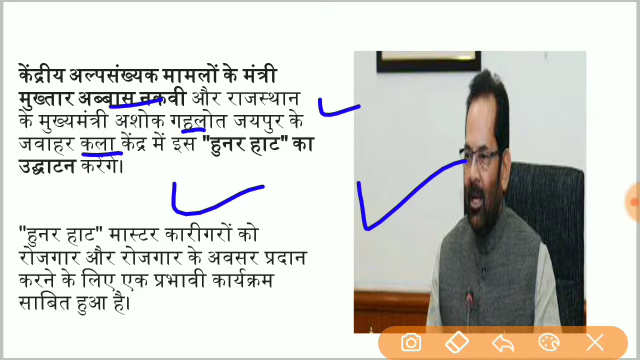 केंद्रीय अल्पसंख्यक मामलों के मंत्री
मुख्तार अब्बास नकवी और राजस्थान
के मुख्यमंत्री अशोक गहलोत जयपुर के
जवाहर कला केंद्र में इस "हुनर हाट" का
उद्घाटन करेंगे।
"हुनर हाट" मास्टर कारीगरों को
रोजगार और रोजगार के अवसर प्रदान
करने के लिए एक प्रभावी कार्यक्रम
साबित हुआ है।